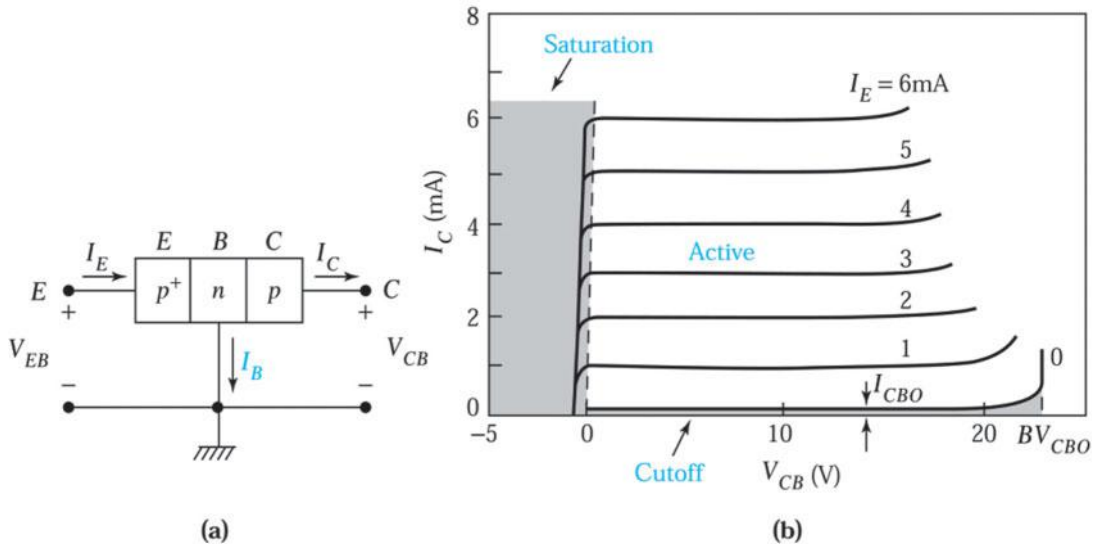 E B C
I_E I_C
E p+ n p C
+ +
V_EB I_B V_CB
− −
(a)
8
Saturation
I_E = 6mA
6
5
I_C (mA)
4
4
Active
3
2
2
1
0
I_CBO
0
−5 0 10 20 BV_CBO
Cutoff
V_CB (V)
(b)